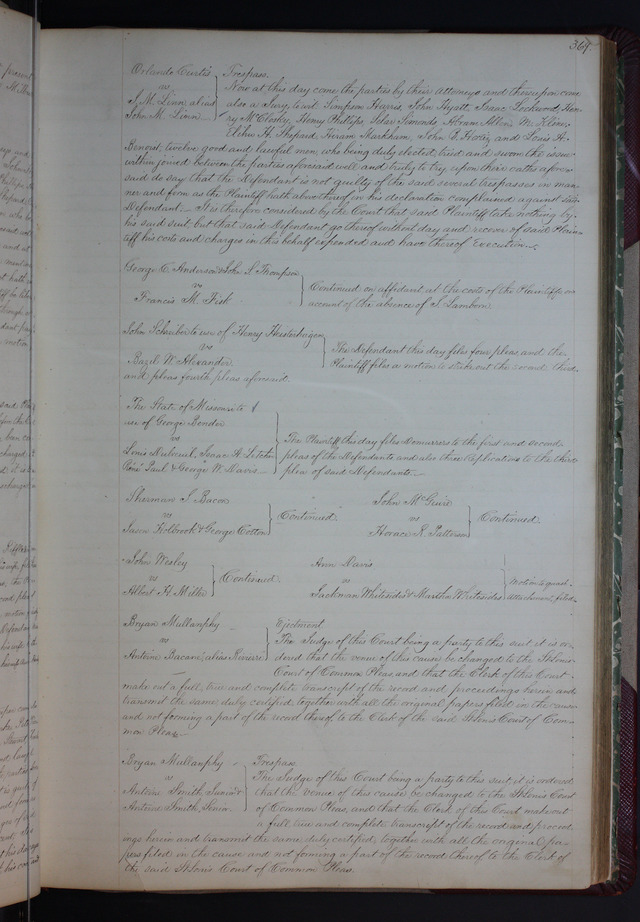 369.
Orlando Curtis } Trespass.
vs } Now at this day come the parties by their attorneys and thereupon come
J. M. Linn alias } also a Jury to wit Simpson Harris, John Hyatt, Isaac Lockwood, Hen-
John M. Linn } ry McClosky, Henry Phillips, Silas Simonds Abram Allen W.
Elihu H. Shepard, Hiram Markham, John and Louis A.
Benoist, twelve good and lawful men, who being duly elected, tried and sworn the issue
within joined between the parties aforesaid well and truly to try upon their oaths afore-
said do say that the Defendant is not guilty of the said several trespasses in man-
ner and form as the Plaintiff hath above thereof in his declaration complained against said
Defendant. It is therefore considered by the Court that said Plaintiff take nothing by
his said suit but that said Defendant go thereof without day and recover of said Plain-
tiff his costs and charges in this behalf expended and have thereof Execution.
George C. Anderson & John S. Thompson
vs } Continued on affidavit at the costs of the Plaintiffs on
Francis M. Fisk } account of the absence of S. Lamborn
John Schreiber to use of Henry Heisterhagen
vs } The Defendant this day files four pleas and the
Bazil W. Alexander } Plaintiff files a motion to strike out the second third
and pleas fourth pleas aforesaid.
The State of Missouri to
use of George Bender
vs } The Plaintiff this day files Demurrers to the first and second
Louis Dubreuil, Isaac A. } pleas of the Defendants and also three Replications to the third
Paul & George W. Davis } plea of said Defendants.
Sherman J. Bacon
vs } Continued.
Jason Holbrook & George Cotton
John McGuire
vs } Continued.
Horace R. Patterson
John Wesley
vs } Continued.
Albert H. Mills
Ann Davis
vs } Motion to quash
Jackman Whitesides & Martha Whitesides } attachment filed.
Bryan Mullanphy } Ejectment
vs } The Judge of this Court being a party to this suit it is or-
Antoine Bacane, alias Rivierre } dered that the venue of this cause be changed to the St Louis
Court of Common Pleas, and that the Clerk of this Court
make out a full, true and complete transcript of the record and proceedings herein and
transmit the same duly certified, together with all the original papers filed in the cause
and not forming a part of the record thereof, to the Clerk of the said St Louis Court of Com-
mon Pleas.
Bryan Mullanphy } Trespass
vs } The Judge of this Court being a party to this suit, it is ordered
Antoine Smith Junior & } that the venue of this cause be changed to the St Louis Court
Antoine Smith, Senior } of Common Pleas, and that the Clerk of this Court make out
a full true and complete transcript of the record and proceed-
ings herein and transmit the same duly certified, together with all the original pa-
pers filed in the cause and not forming a part of the record thereof to the Clerk of
the said St Louis Court of Common Pleas.